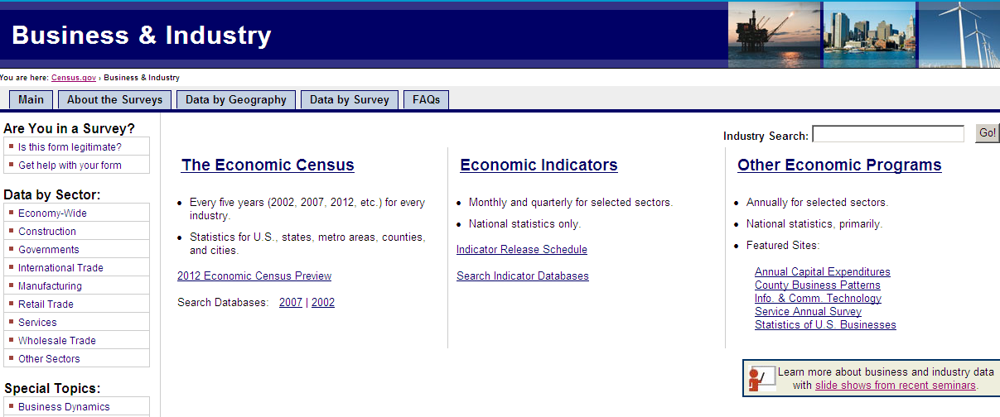 Business & Industry
You are here: Census.gov › Business & Industry
Main
About the Surveys
Data by Geography
Data by Survey
FAQs
Are You in a Survey?
Is this form legitimate?
Get help with your form
Data by Sector:
Economy-Wide
Construction
Governments
International Trade
Manufacturing
Retail Trade
Services
Wholesale Trade
Other Sectors
Special Topics:
Business Dynamics
Industry Search:
Go!
The Economic Census
• Every five years (2002, 2007, 2012, etc.) for every
industry.
• Statistics for U.S., states, metro areas, counties,
and cities.
2012 Economic Census Preview
Search Databases: 2007 | 2002
Economic Indicators
• Monthly and quarterly for selected sectors.
• National statistics only.
Indicator Release Schedule
Search Indicator Databases
Other Economic Programs
• Annually for selected sectors.
• National statistics, primarily.
• Featured Sites:
Annual Capital Expenditures
County Business Patterns
Info. & Comm. Technology
Service Annual Survey
Statistics of U.S. Businesses
Learn more about business and industry data
with slide shows from recent seminars.